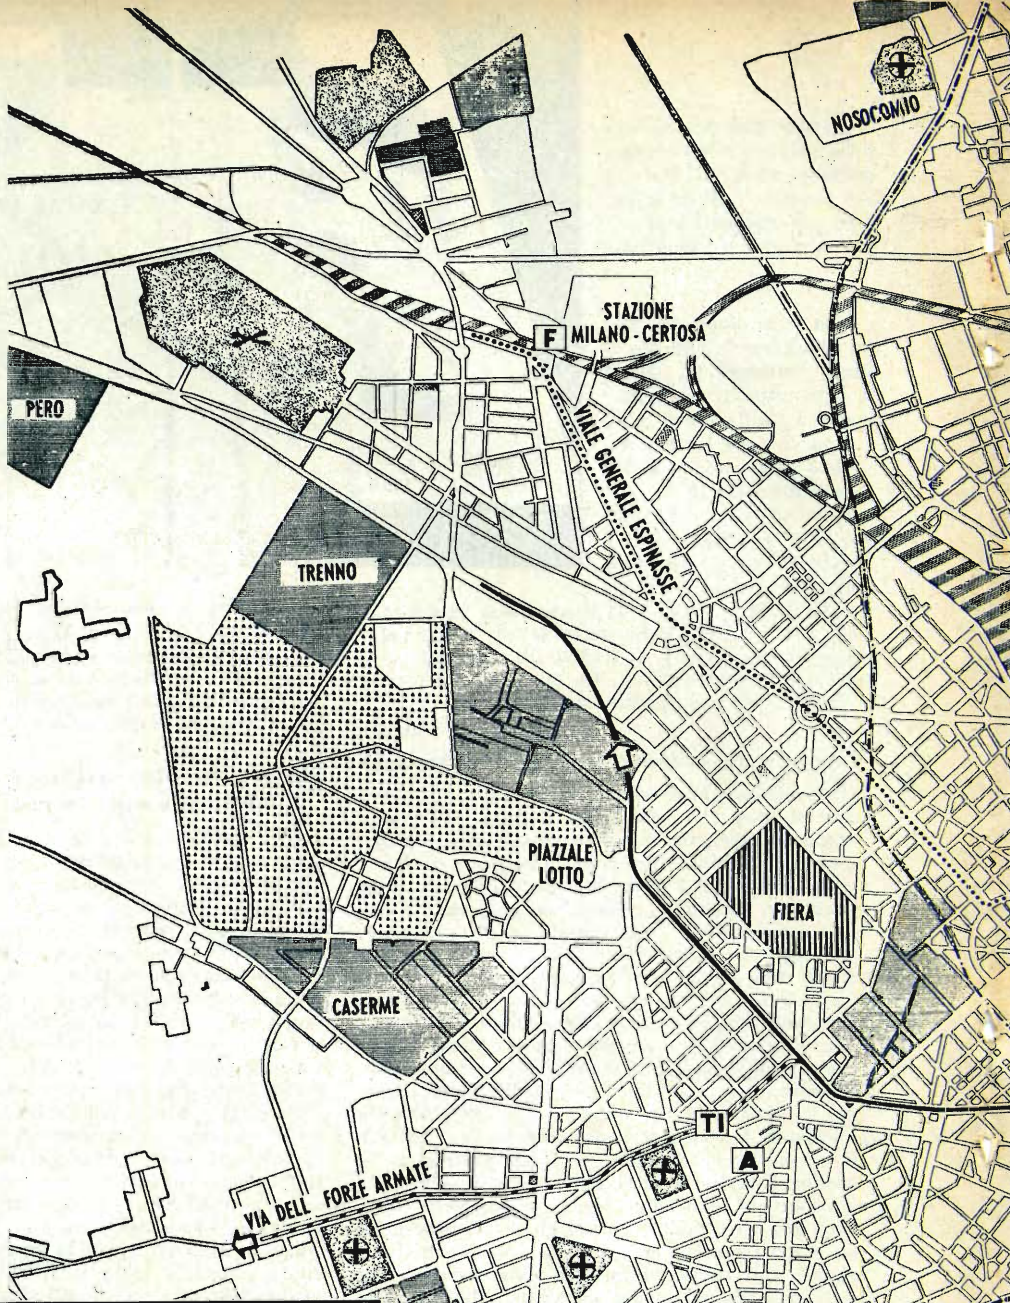 NOSOCOMIO
STAZIONE
F MILANO - CERTOSA
PERO
VIALE GENERALE ESPINASSE
TRENNO
PIAZZALE
LOTTO
FIERA
CASERME
TI
A
VIA DELL FORZE ARMATE